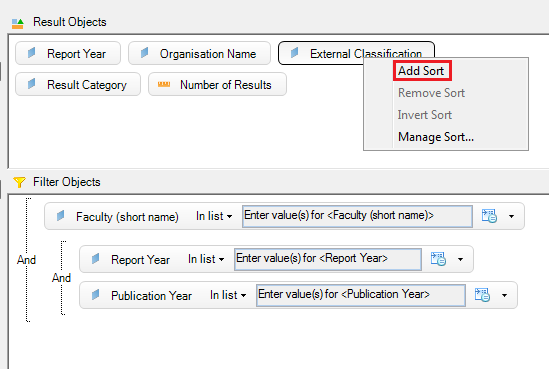 Result Objects
Report Year Organisation Name External Classification
Result Category Number of Results
Add Sort
Remove Sort
Invert Sort
Manage Sort...
Filter Objects
Faculty (short name) In list Enter value(s) for <Faculty (short name)>
And
Report Year In list Enter value(s) for <Report Year>
And
Publication Year In list Enter value(s) for <Publication Year>